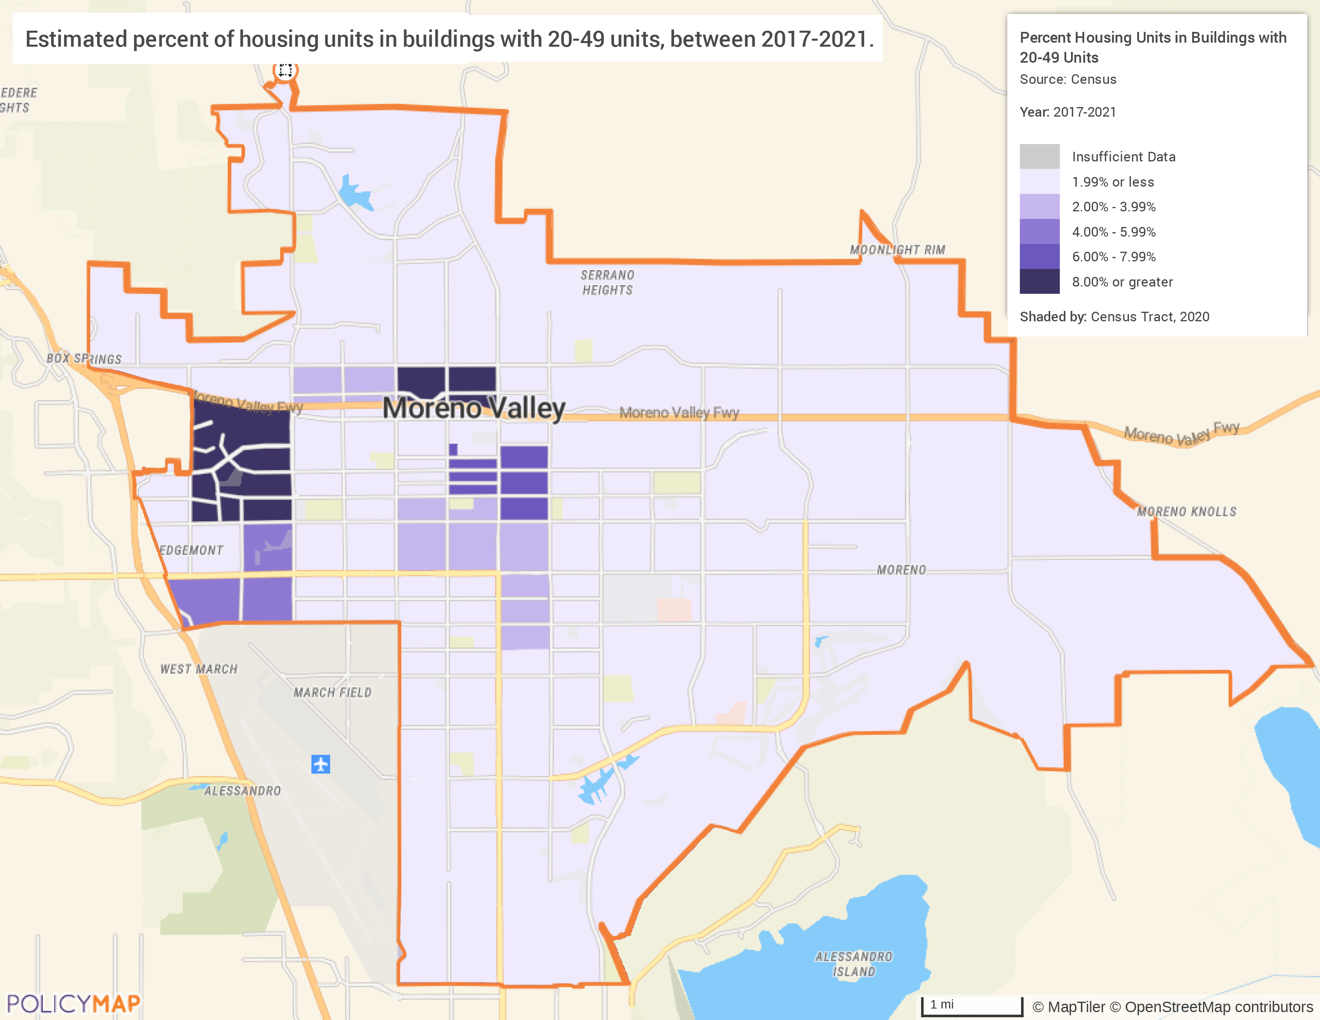 Estimated percent of housing units in buildings with 20-49 units, between 2017-2021.
Percent Housing Units in Buildings with
20-49 Units
Source: Census
Year: 2017-2021
Insufficient Data
1.99% or less
2.00% - 3.99%
4.00% - 5.99%
6.00% - 7.99%
8.00% or greater
Shaded by: Census Tract, 2020
EDERE
GHTS
MOONLIGHT RIM
SERRANO
HEIGHTS
BOX SPRINGS
Moreno Valley Fwy
Moreno Valley
Moreno Valley Fwy
Moreno Valley Fwy
MORENO KNOLLS
EDGEMONT
MORENO
WEST MARCH
MARCH FIELD
ALESSANDRO
ALESSANDRO
ISLAND
POLICYMAP
1 mi
© MapTiler © OpenStreetMap contributors